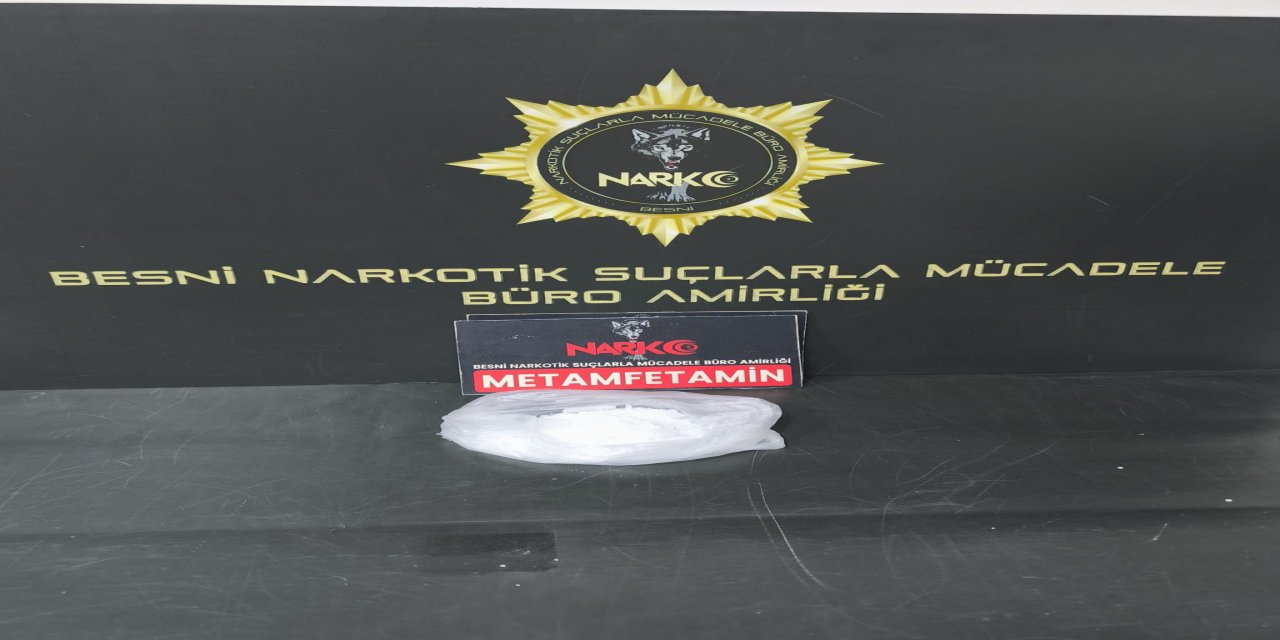 NARKOTİK SUÇLARLA MÜCADELE BÜRO AMİRLİĞİ
NARKO
BESNİ
BESNİ NARKOTİK SUÇLARLA MÜCADELE
BÜRO AMİRLİĞİ
NARKO
BESNİ NARKOTİK SUÇLARLA MÜCADELE BÜRO AMİRLİĞİ
METAMFETAMİN